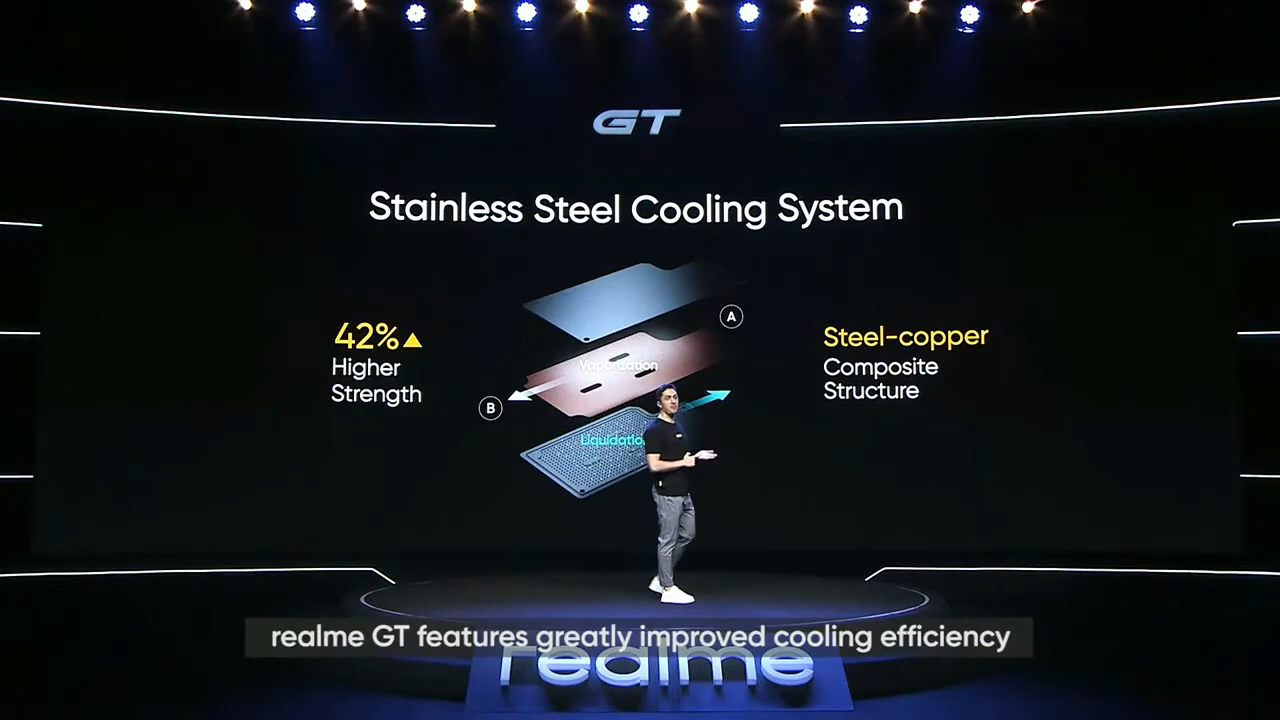 GT
Stainless Steel Cooling System
A
42%
Higher
Strength
Vaporization
Steel-copper
Composite
Structure
B
realme GT features greatly improved cooling efficiency
realme